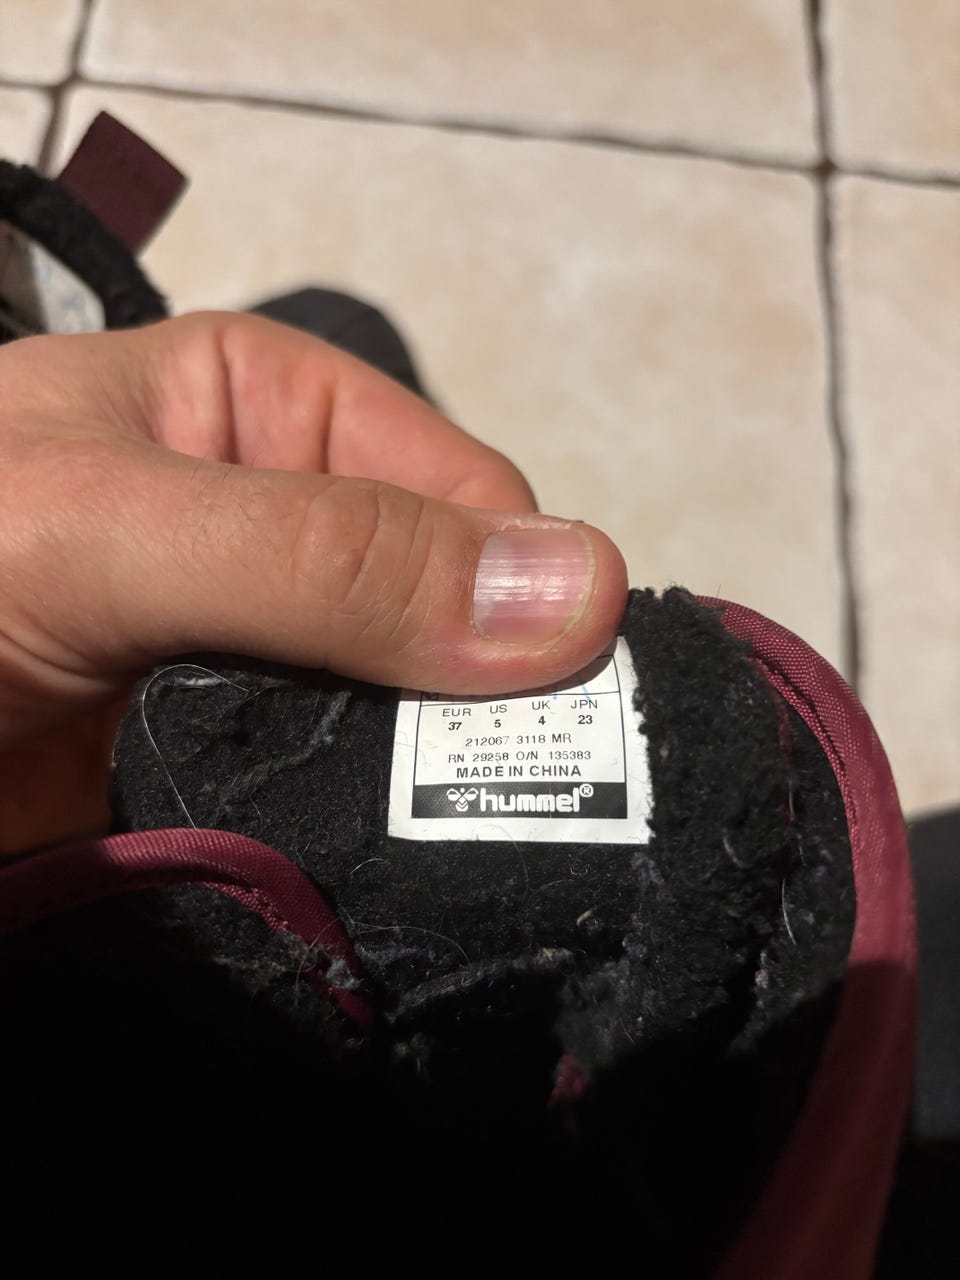 EUR US UK JPN
37 5 4 23
212067 3118 MR
RN 29258 O/N 135383
MADE IN CHINA
hummel®